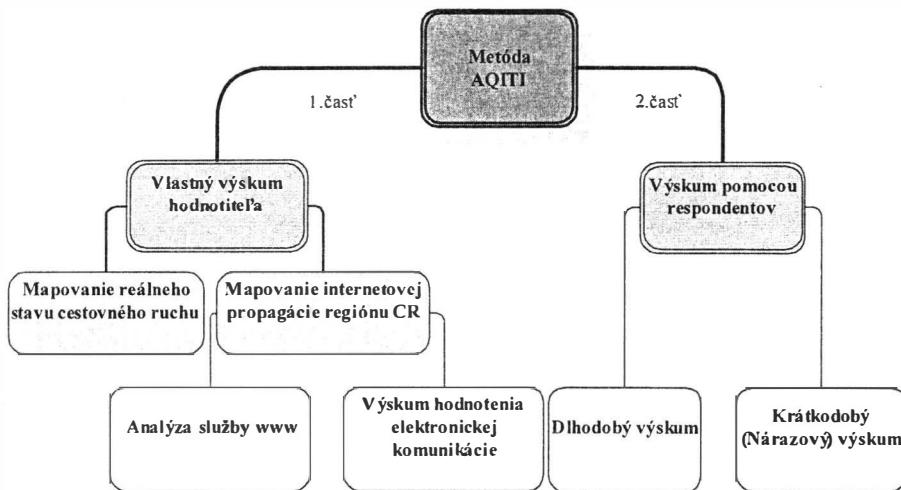 Metóda
AQITI
1.časť
2.časť
Vlastný výskum
hodnotiteľa
Výskum pomocou
respondentov
Mapovanie reálneho
stavu cestovného ruchu
Mapovanie internetovej
propagácie regiónu CR
Analýza služby www
Výskum hodnotenia
elektronickej
komunikácie
Dlhodobý výskum
Krátkodobý
(Nárazový) výskum